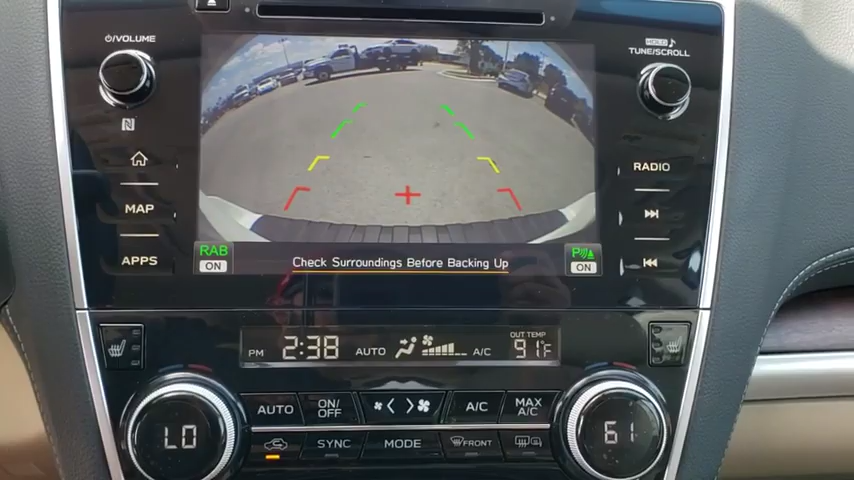 VOLUME
HOLD
TUNE/SCROLL
N
RADIO
MAP
APPS
RAB
ON
Check Surroundings Before Backing Up
P
ON
PM 2:38 AUTO A/C
OUT TEMP
91°F
AUTO
ON/
OFF
A/C
MAX
A/C
LO
61
SYNC
MODE
FRONT
R